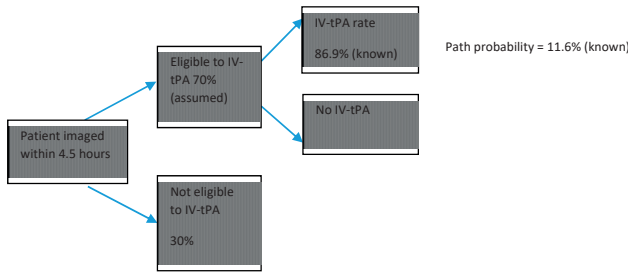 IV-tPA rate
86.9% (known)
Path probability = 11.6% (known)
Eligible to IV-
tPA 70%
(assumed)
No IV-tPA
Patient imaged
within 4.5 hours
Not eligible
to IV-tPA
30%